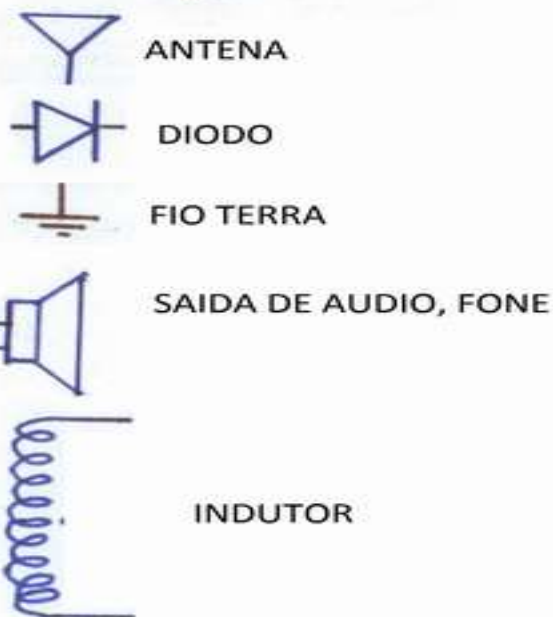 ANTENA
DIODO
FIO TERRA
SAIDA DE AUDIO, FONE
INDUTOR